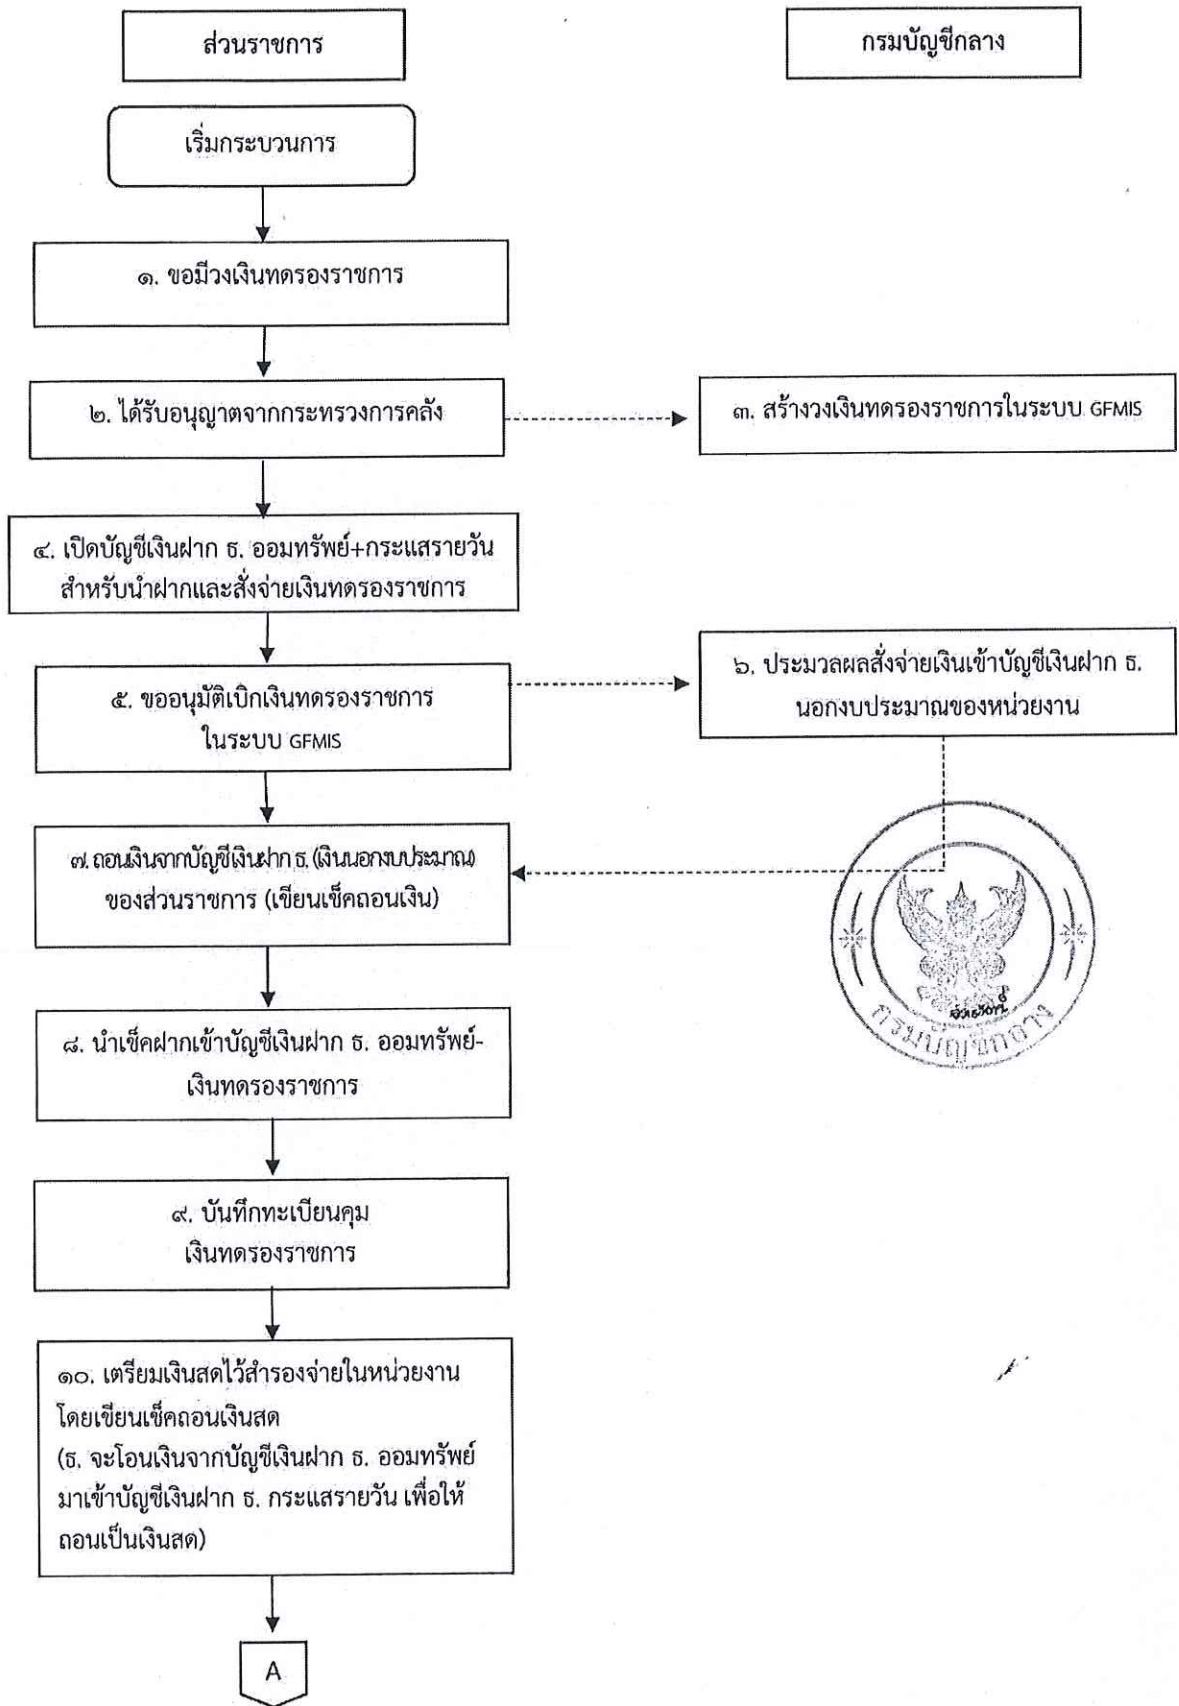 ส่วนราชการ
กรมบัญชีกลาง
เริ่มกระบวนการ
๑. ขอมีวงเงินทดรองราชการ
๒. ได้รับอนุญาตจากกระทรวงการคลัง
๓. สร้างวงเงินทดรองราชการในระบบ GFMIS
๔. เปิดบัญชีเงินฝาก ธ. ออมทรัพย์+กระแสรายวัน
สำหรับนำฝากและสั่งจ่ายเงินทดรองราชการ
๕. ขออนุมัติเบิกเงินทดรองราชการ
ในระบบ GFMIS
๖. ประมวลผลสั่งจ่ายเงินเข้าบัญชีเงินฝาก ธ.
นอกงบประมาณของหน่วยงาน
๗. ถอนเงินจากบัญชีเงินฝาก ธ. (เงินนอกงบประมาณ)
ของส่วนราชการ (เขียนเช็คถอนเงิน)
๘. นำเช็คฝากเข้าบัญชีเงินฝาก ธ. ออมทรัพย์-
เงินทดรองราชการ
๙. บันทึกทะเบียนคุม
เงินทดรองราชการ
๑๐. เตรียมเงินสดไว้สำรองจ่ายในหน่วยงาน
โดยเขียนเช็คถอนเงินสด
(ธ. จะโอนเงินจากบัญชีเงินฝาก ธ. ออมทรัพย์
มาเข้าบัญชีเงินฝาก ธ. กระแสรายวัน เพื่อให้
ถอนเป็นเงินสด)
A
กรมบัญชีกลาง